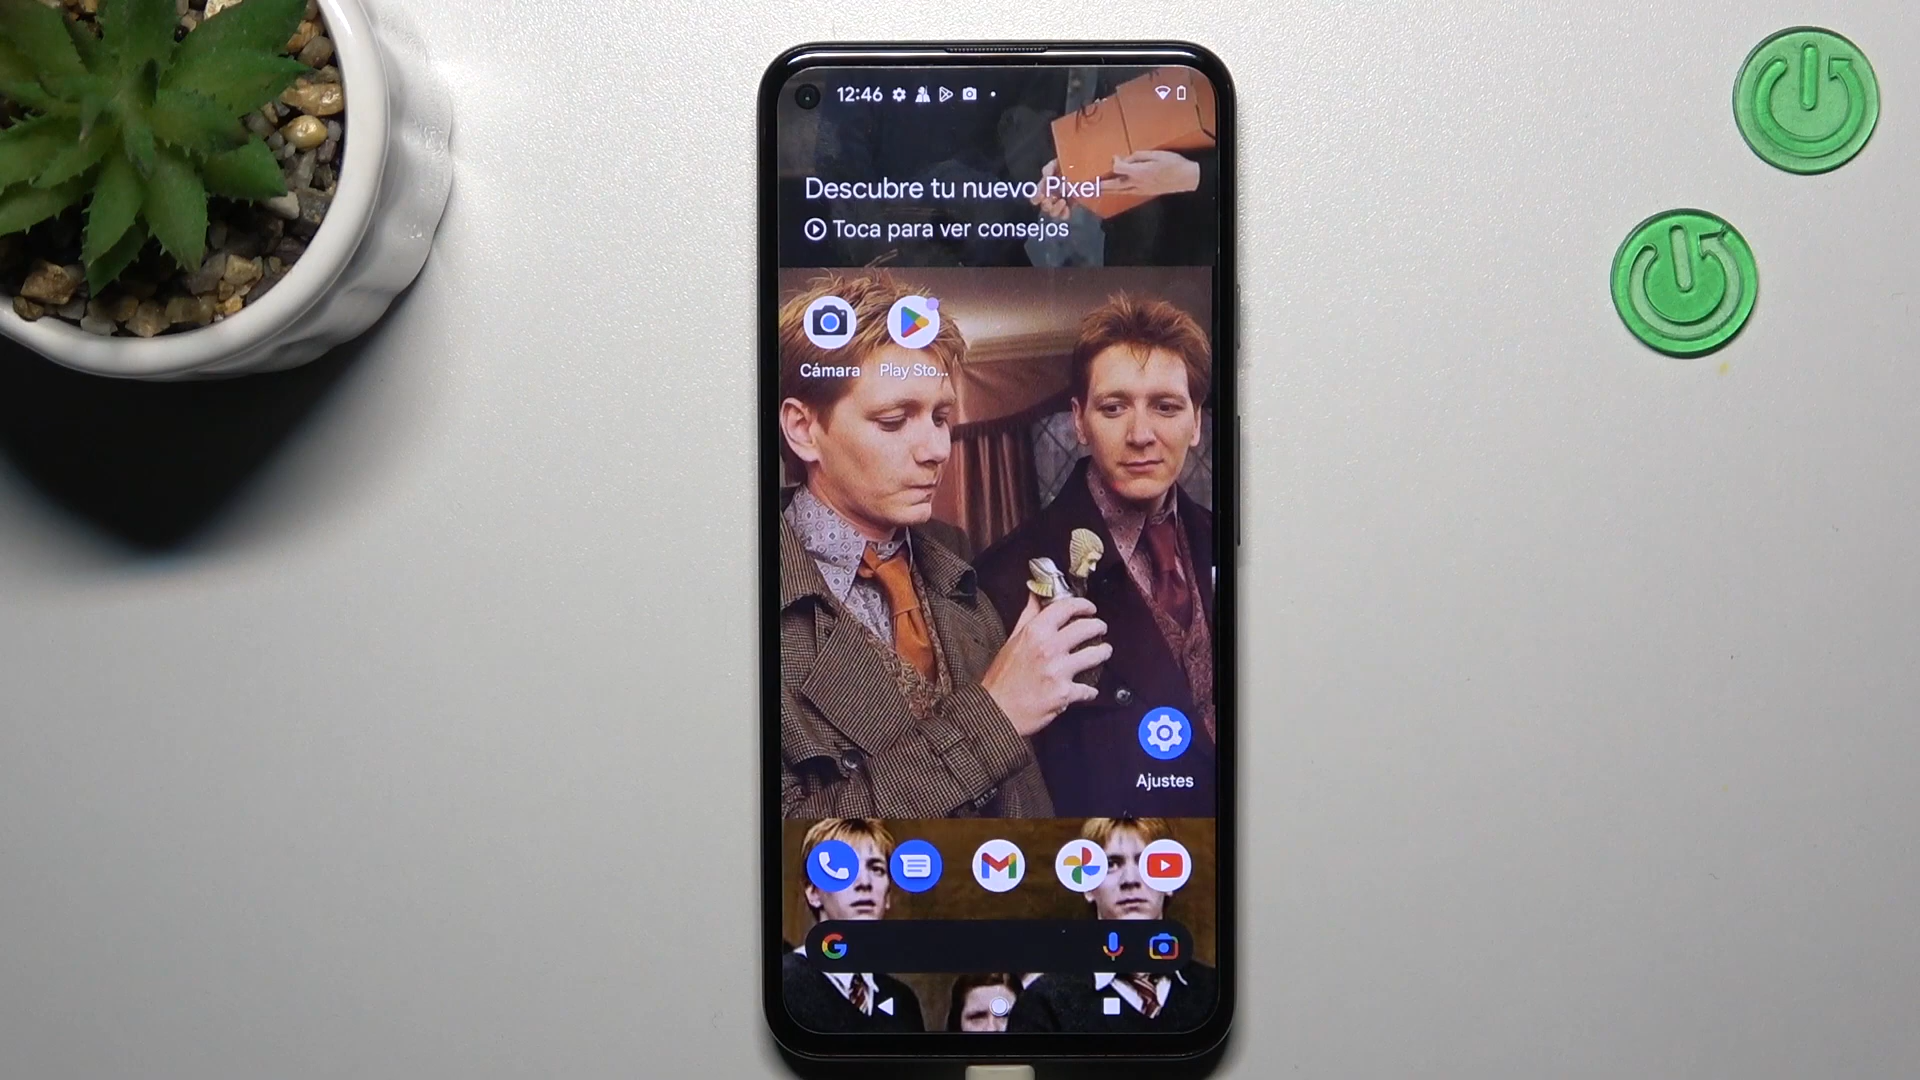 12:46
Descubre tu nuevo Pixel
Toca para ver consejos
Cámara Play Sto...
Ajustes